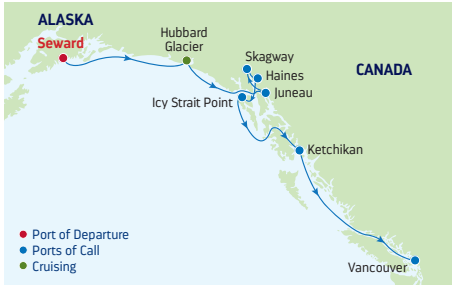 ALASKA
Seward
Hubbard
Glacier
Skagway
Haines
CANADA
Juneau
Icy Strait Point
Ketchikan
Port of Departure
Ports of Call
Cruising
Vancouver